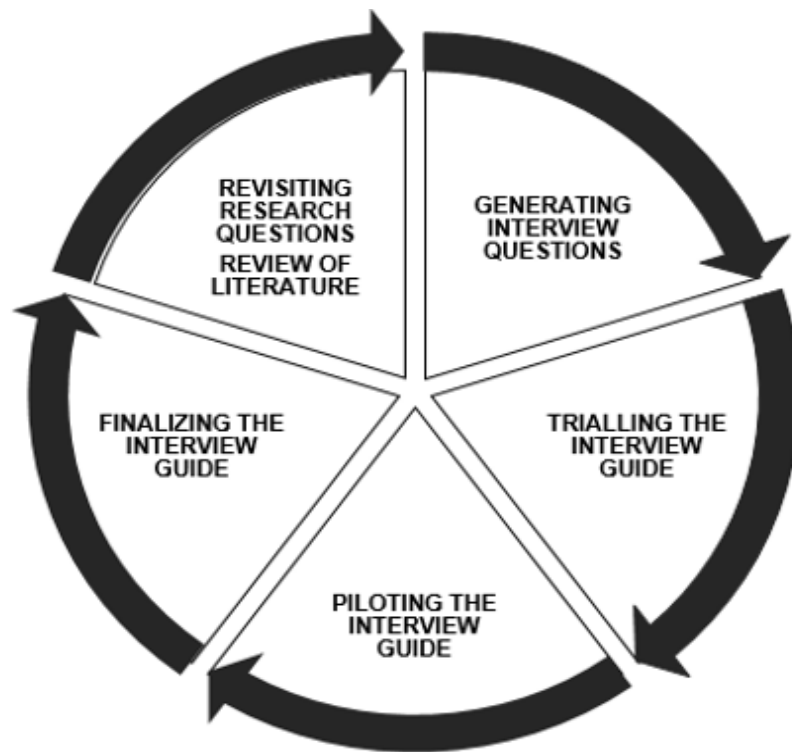 REVISITING
RESEARCH
QUESTIONS
REVIEW OF
LITERATURE
GENERATING
INTERVIEW
QUESTIONS
TRIALLING THE
INTERVIEW
GUIDE
PILOTING THE
INTERVIEW
GUIDE
FINALIZING THE
INTERVIEW
GUIDE